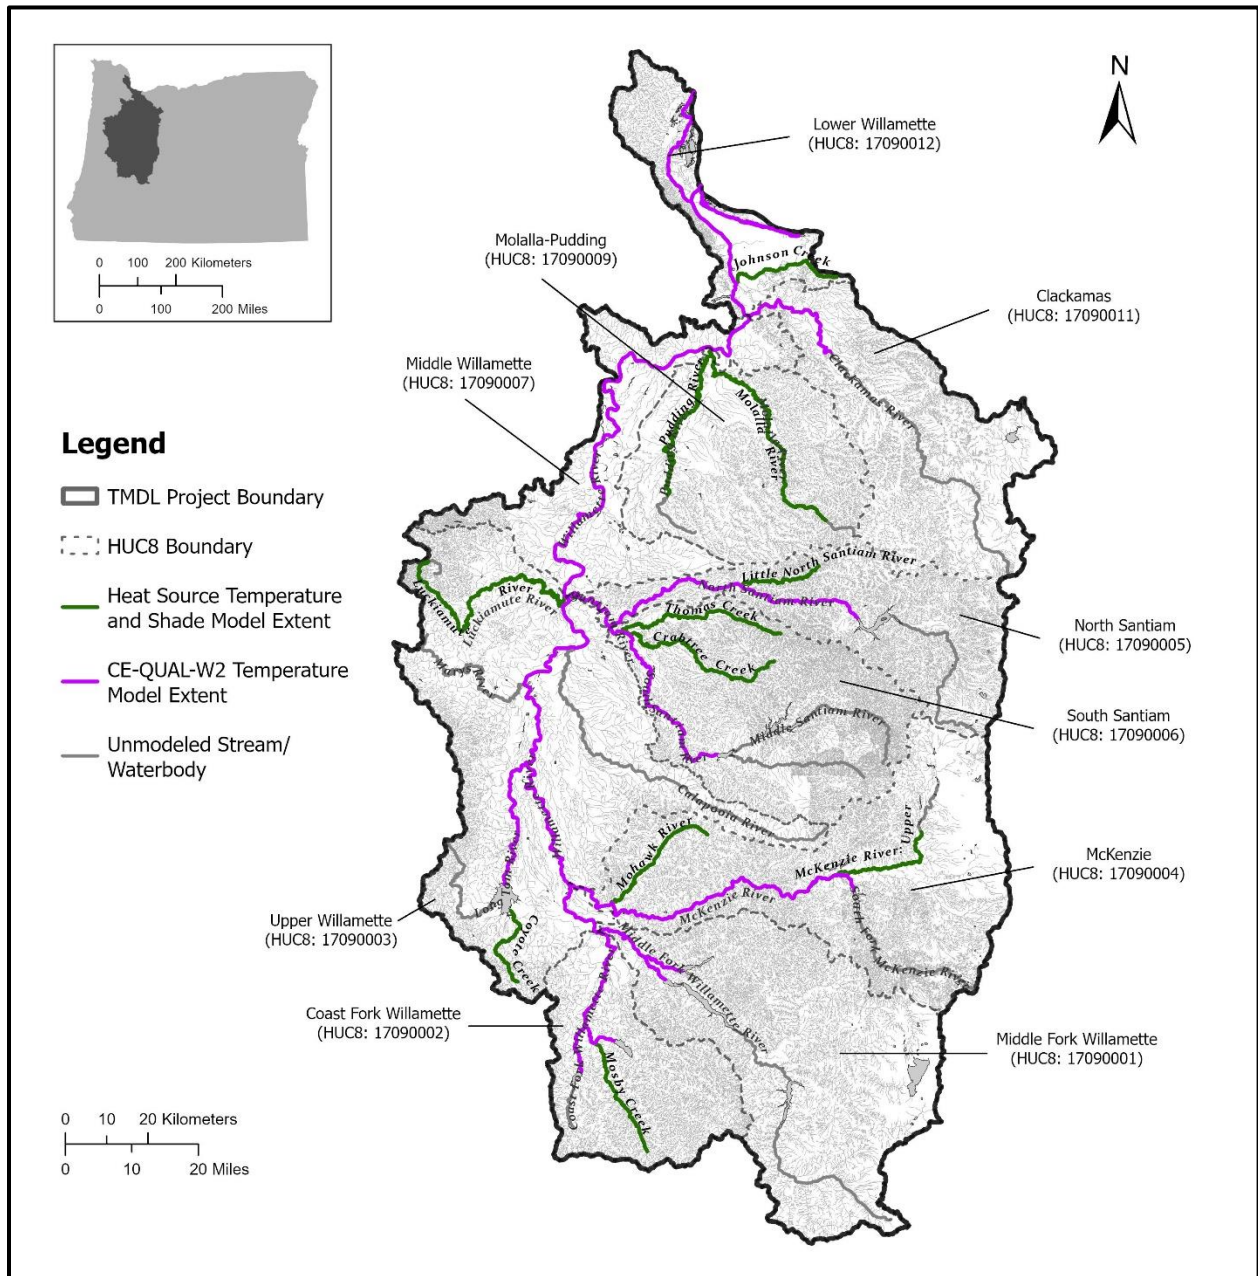 N
0 100 200 Kilometers
0 100 200 Miles
Lower Willamette
(HUC8: 17090012)
Molalla-Pudding
(HUC8: 17090009)
Johnson Creek
Clackamas
(HUC8: 17090011)
Middle Willamette
(HUC8: 17090007)
Clackamas River
Pudding River
Molalla
River
Legend
TMDL Project Boundary
HUC8 Boundary
Heat Source Temperature
and Shade Model Extent
CE-QUAL-W2 Temperature
Model Extent
Unmodeled Stream/
Waterbody
Little North Santiam River
North Santiam River
Luckiamute River
Luckiamute River
Thomas Creek
Crabtree Creek
North Santiam
(HUC8: 17090005)
South Santiam
(HUC8: 17090006)
Middle Santiam River
Calapooia River
Mohawk River
McKenzie River: Upper
McKenzie River
McKenzie
(HUC8: 17090004)
South Fork McKenzie River
Upper Willamette
(HUC8: 17090003)
Coyote Creek
Middle Fork Willamette River
Coast Fork Willamette
(HUC8: 17090002)
Middle Fork Willamette
(HUC8: 17090001)
Mosby Creek
0 10 20 Kilometers
0 10 20 Miles